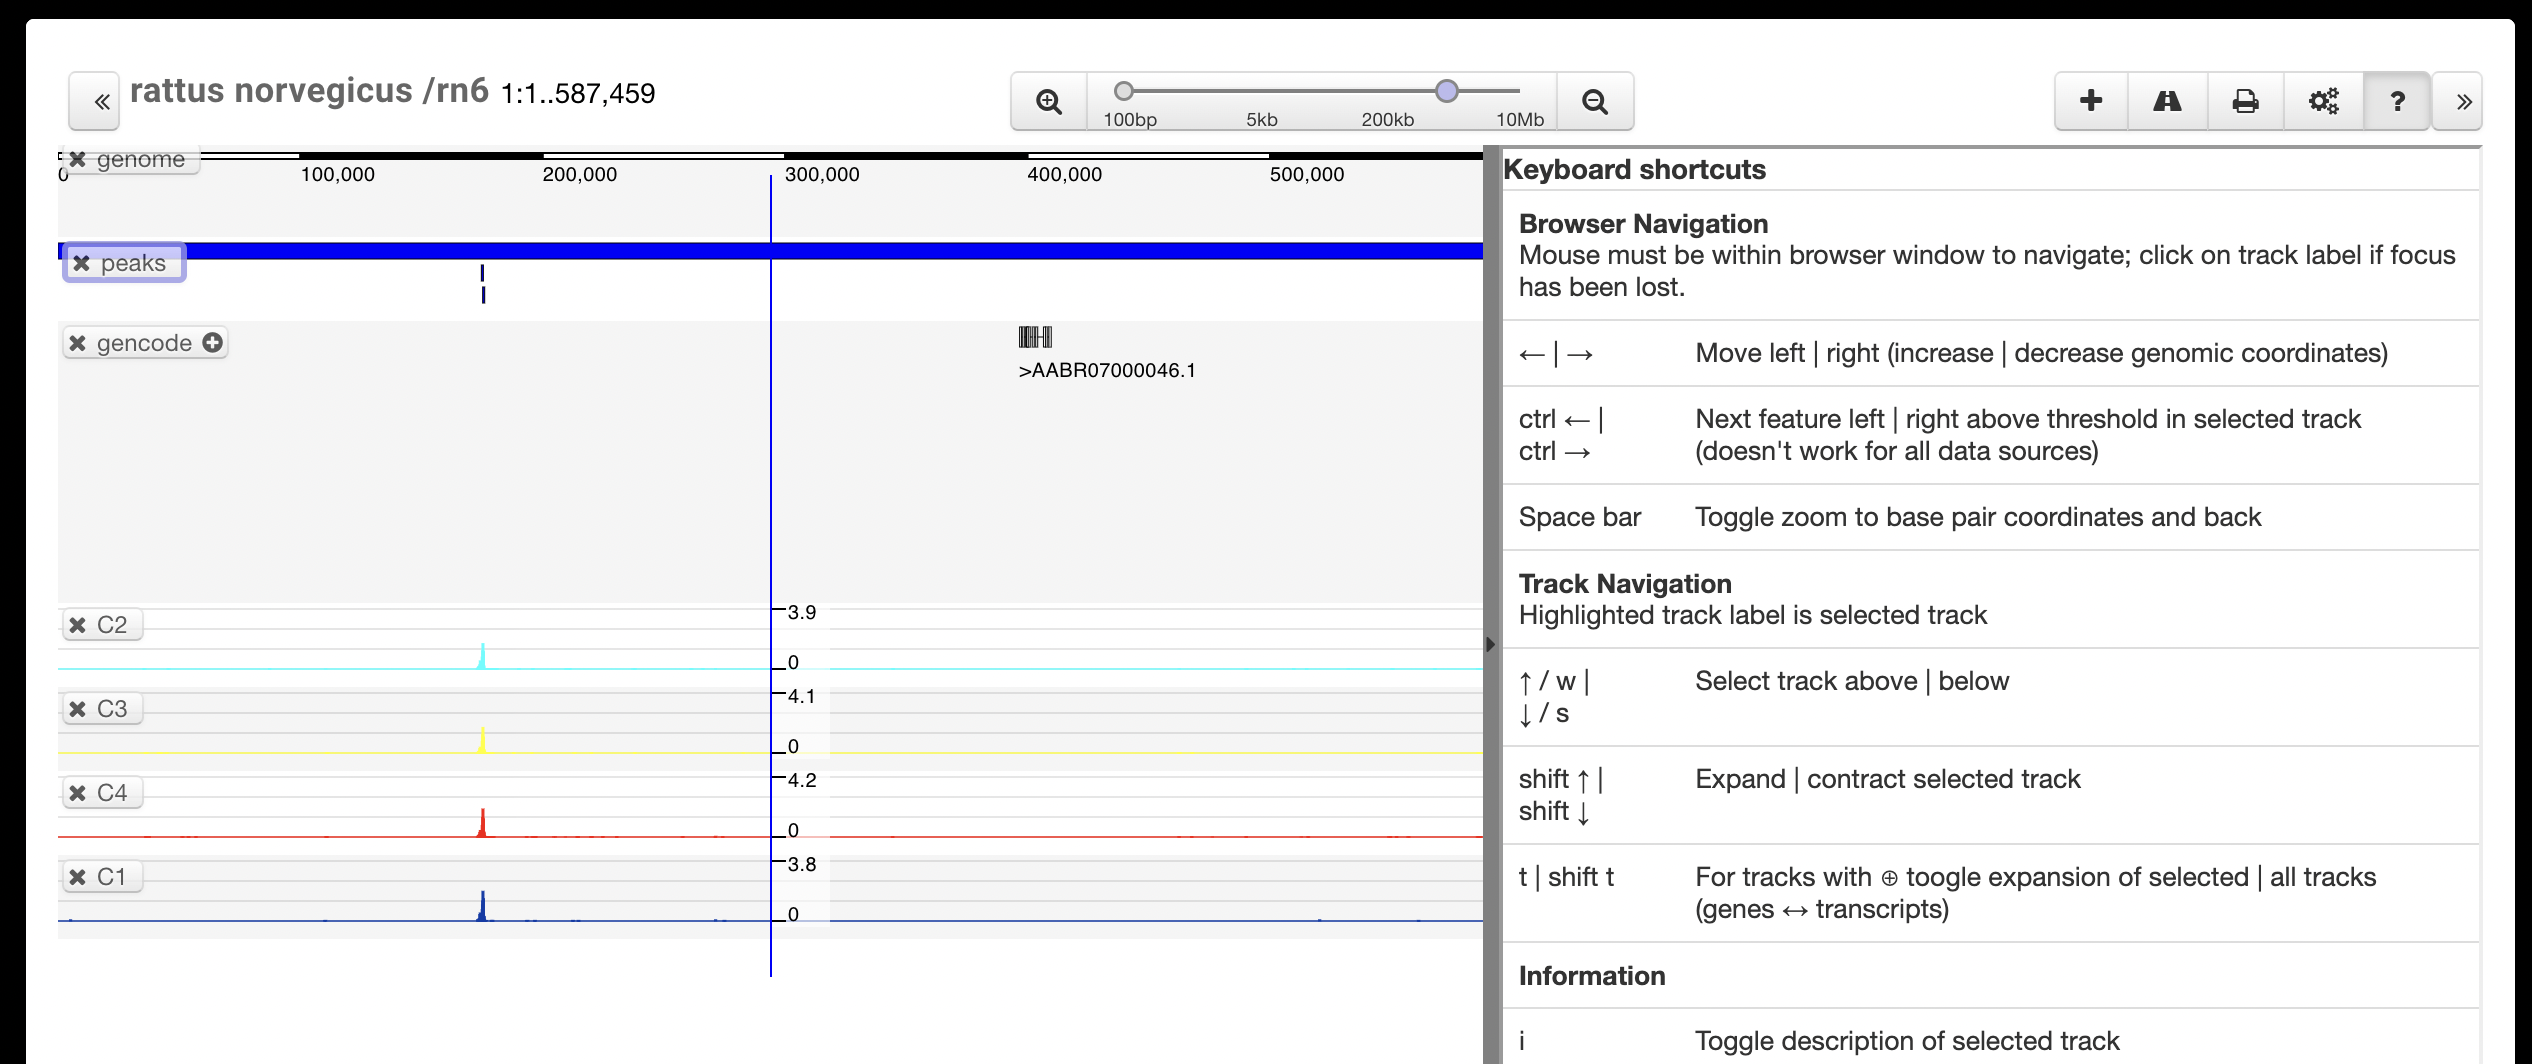 «
rattus norvegicus /rn6 1:1..587,459
100bp 5kb 200kb 10Mb
?
»
genome
0 100,000 200,000 300,000 400,000 500,000
peaks
gencode
>AABR07000046.1
C2
3.9
0
C3
4.1
0
C4
4.2
0
C1
3.8
0
Keyboard shortcuts
Browser Navigation
Mouse must be within browser window to navigate; click on track label if focus
has been lost.
← | → Move left | right (increase | decrease genomic coordinates)
ctrl ← | Next feature left | right above threshold in selected track
ctrl → (doesn't work for all data sources)
Space bar Toggle zoom to base pair coordinates and back
Track Navigation
Highlighted track label is selected track
↑ / w | Select track above | below
↓ / s
shift ↑ | Expand | contract selected track
shift ↓
t | shift t For tracks with ⊕ toogle expansion of selected | all tracks
(genes ↔ transcripts)
Information
i Toggle description of selected track